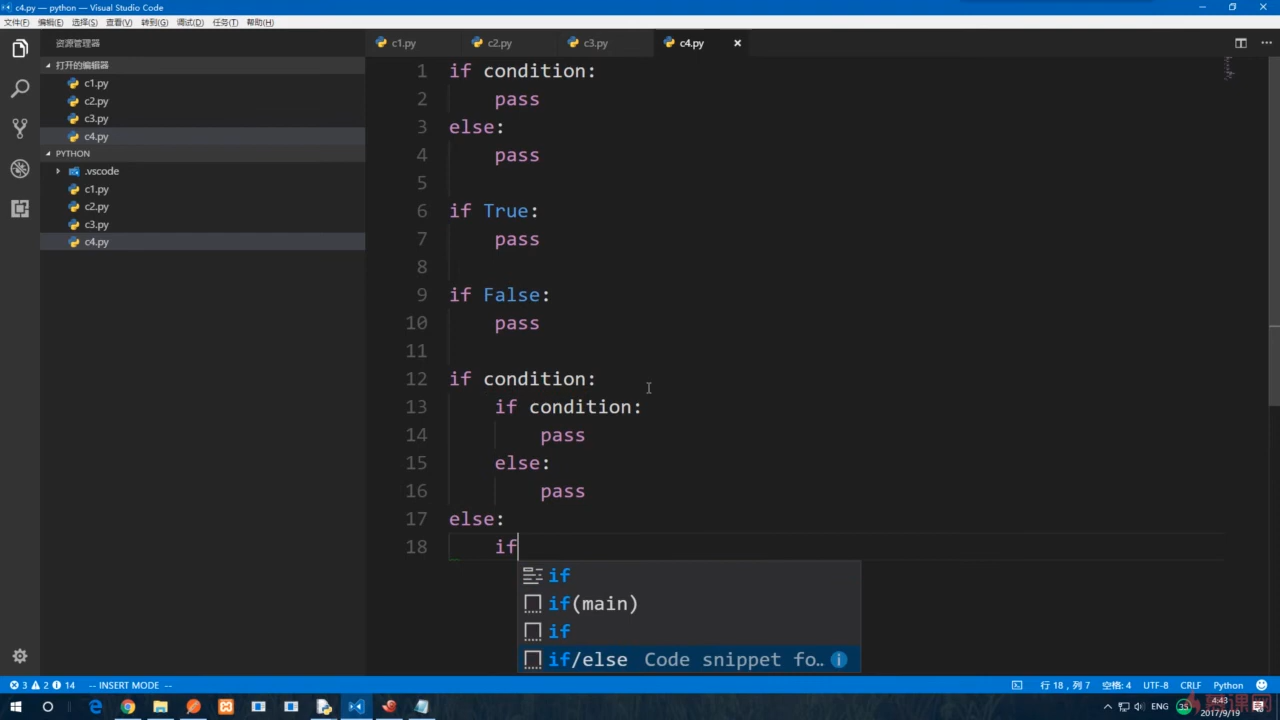 c4.py — python — Visual Studio Code
文件(F) 编辑(E) 选择(S) 查看(V) 转到(G) 调试(D) 任务(T) 帮助(H)
资源管理器
打开的编辑器
c1.py
c2.py
c3.py
c4.py
PYTHON
.vscode
c1.py
c2.py
c3.py
c4.py
c1.py c2.py c3.py c4.py
1 if condition:
2 pass
3 else:
4 pass
5
6 if True:
7 pass
8
9 if False:
10 pass
11
12 if condition:
13 if condition:
14 pass
15 else:
16 pass
17 else:
18 if
if
if(main)
if
if/else Code snippet fo..
3 2 14 -- INSERT MODE -- 行 18，列 7 空格: 4 UTF-8 CRLF Python
ENG 35 4:43
2017/9/19
慕课网